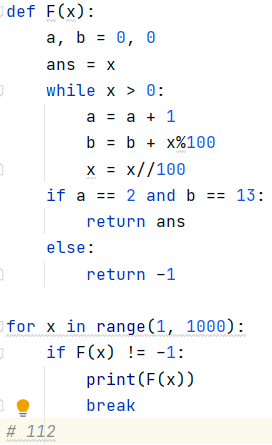 def F(x):
    a, b = 0, 0
    ans = x
    while x > 0:
        a = a + 1
        b = b + x%100
        x = x//100
    if a == 2 and b == 13:
        return ans
    else:
        return -1

for x in range(1, 1000):
    if F(x) != -1:
        print(F(x))
        break
# 112